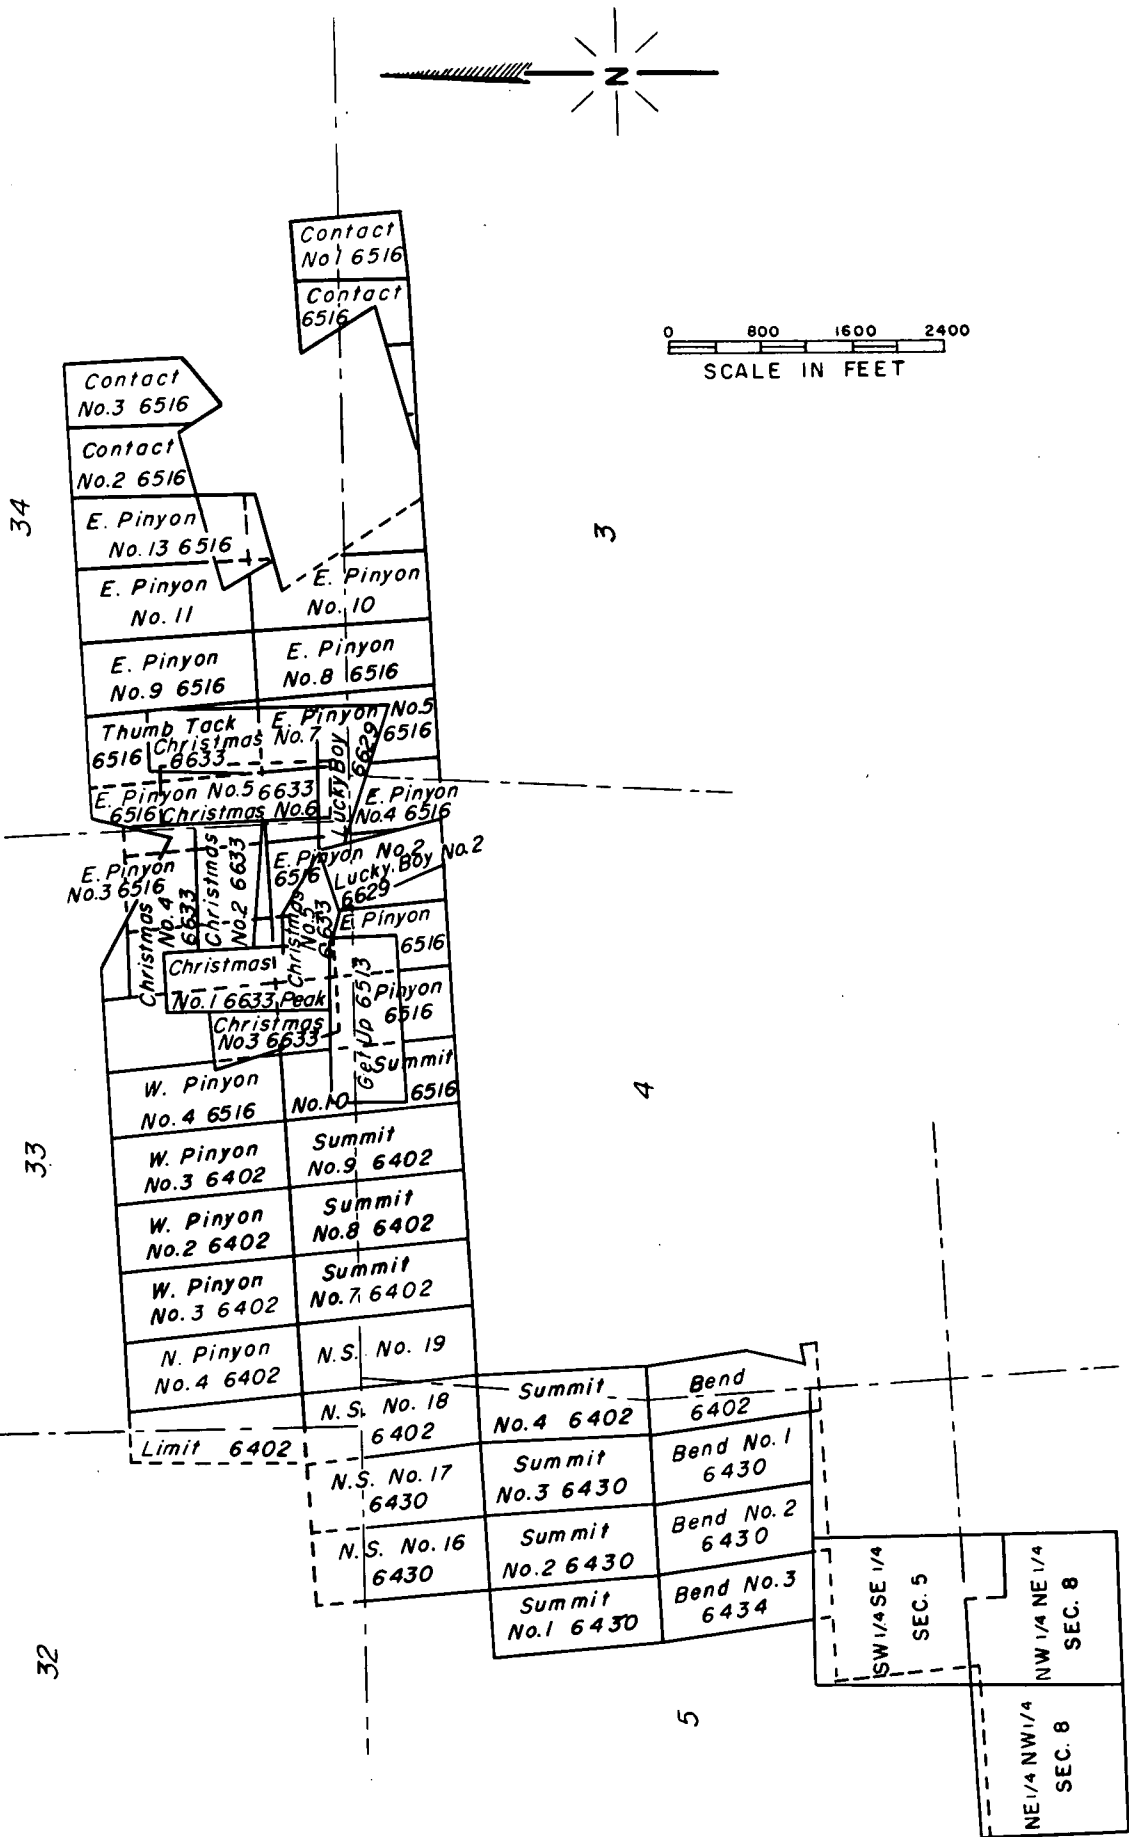 N
Contact
No1 6516
Contact
6516
0 800 1600 2400
SCALE IN FEET
Contact
No.3 6516
Contact
No.2 6516
34
3
E. Pinyon
No. 13 6516
E. Pinyon
No. 11
E. Pinyon
No. 10
E. Pinyon
No.9 6516
E. Pinyon
No.8 6516
Thumb Tack
6516
Christmas
6633
E. Pinyon
No.7
No.5
6516
Lucky Boy
6629
E. Pinyon No.5 6633
6516
Christmas No.6
E. Pinyon
No.4 6516
E. Pinyon
No.3 6516
Christmas
No.4
6633
Christmas
No.2 6633
E. Pinyon No.2
6516
Lucky Boy No.2
6629
Christmas
No.5
6633
E. Pinyon
6516
Christmas
No.1 6633 Peak
Get Up 6513
Pinyon
6516
Christmas
No3 6633
Summit
6516
No.10
4
33
W. Pinyon
No. 4 6516
W. Pinyon
No.3 6402
Summit
No.9 6402
W. Pinyon
No.2 6402
Summit
No.8 6402
W. Pinyon
No.3 6402
Summit
No.7 6402
N. Pinyon
No.4 6402
N.S. No. 19
Limit 6402
N.S. No. 18
6402
Summit
No.4 6402
Bend
6402
N.S. No. 17
6430
Summit
No.3 6430
Bend No. 1
6430
N.S. No. 16
6430
Summit
No.2 6430
Bend No. 2
6430
Summit
No.1 6430
Bend No.3
6434
32
5
SW 1/4 SE 1/4
SEC. 5
NW 1/4 NE 1/4
SEC. 8
NE 1/4 NW 1/4
SEC. 8